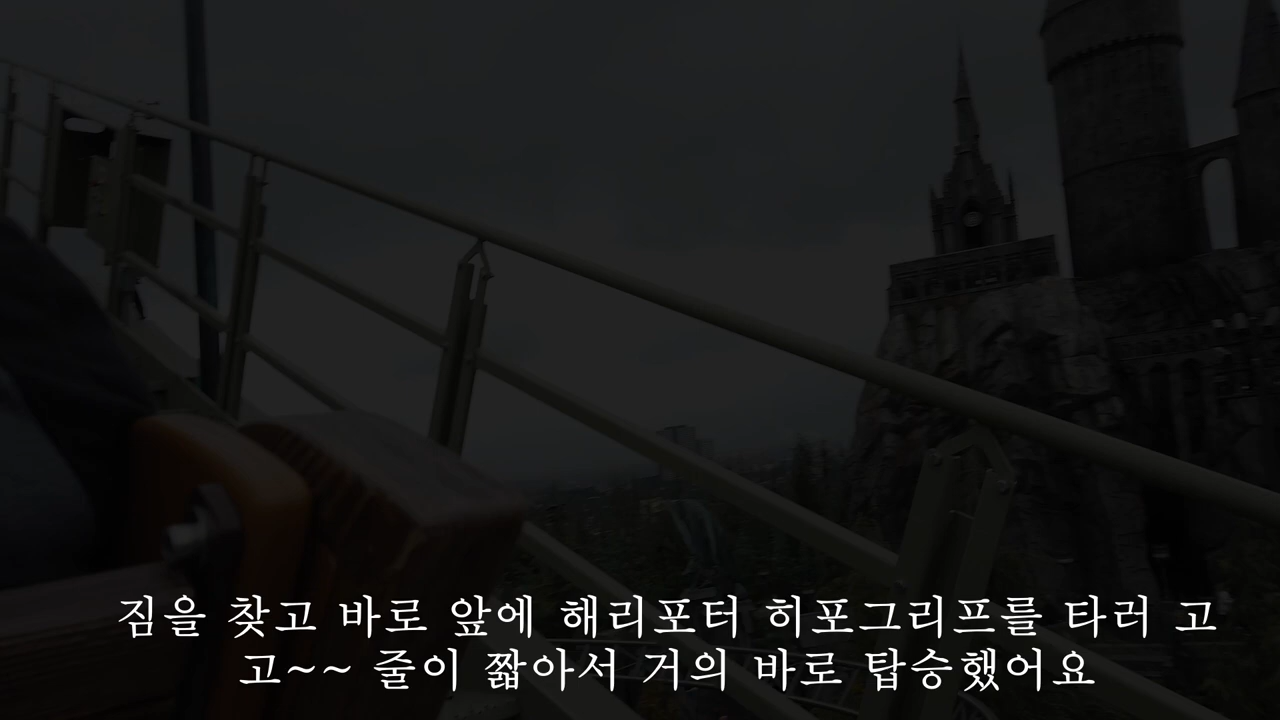 짐을 찾고 바로 앞에 해리포터 히포그리프를 타러 고
고~~ 줄이 짧아서 거의 바로 탑승했어요